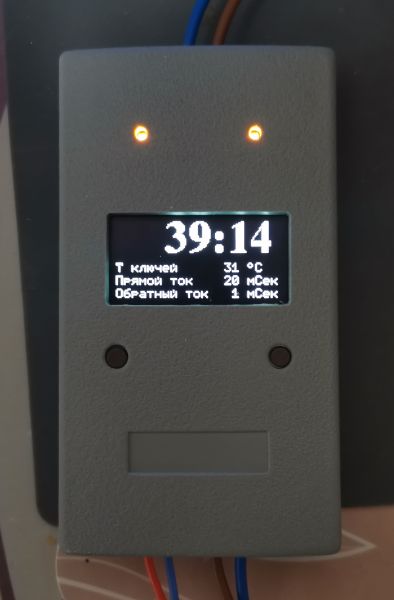 39:14
Т ключей 31 °C
Прямой ток 20 мСек
Обратный ток 1 мСек